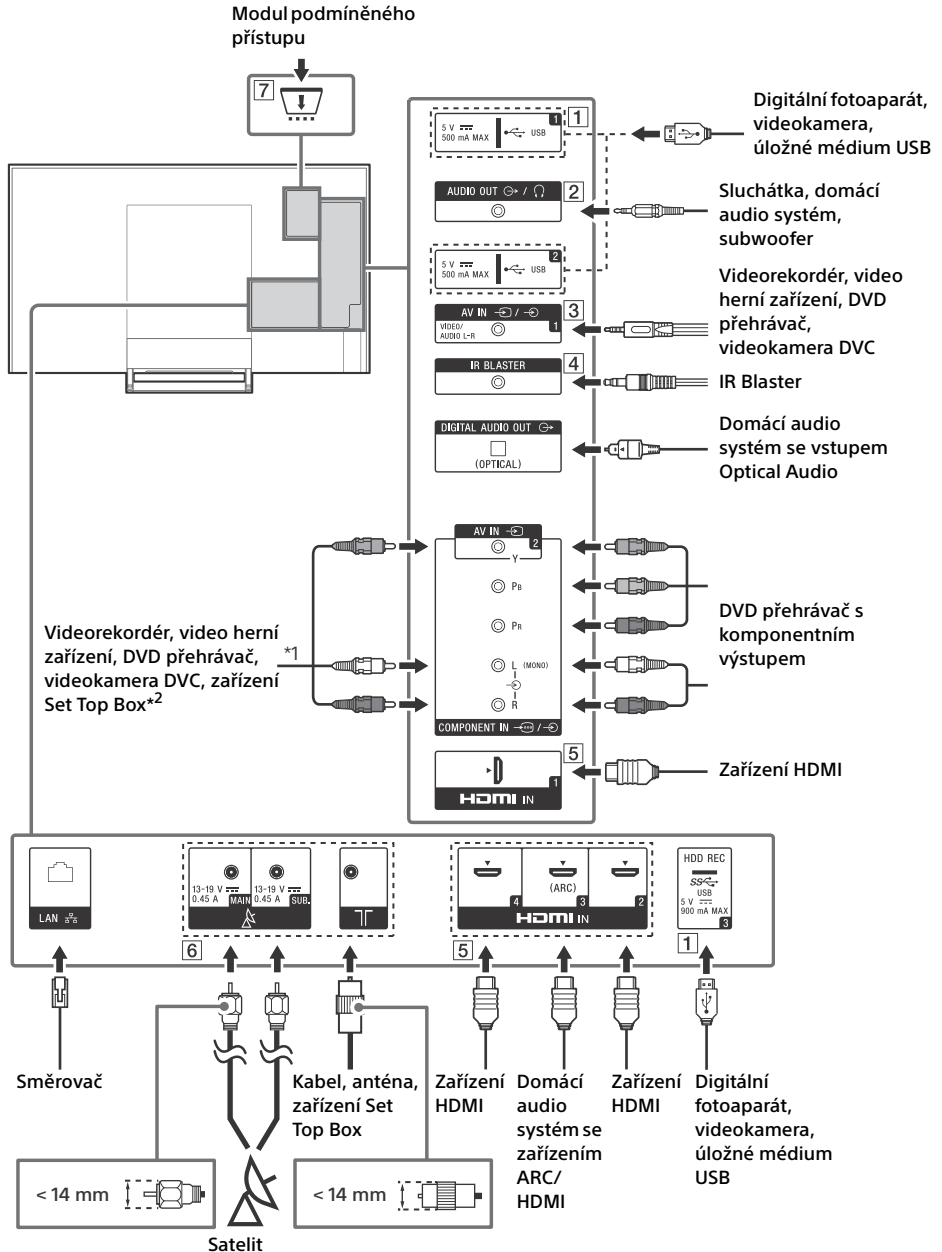 Modul podmíněného
přístupu
7
1
5 V
500 mA MAX
USB
1
Digitální fotoaparát,
videokamera,
úložné médium USB
AUDIO OUT /
2
Sluchátka, domácí
audio systém,
subwoofer
5 V
500 mA MAX
USB
2
AV IN /
VIDEO/
AUDIO L-R
1
3
Videorekordér, video
herní zařízení, DVD
přehrávač,
videokamera DVC
IR BLASTER
4
IR Blaster
DIGITAL AUDIO OUT
(OPTICAL)
Domácí audio
systém se vstupem
Optical Audio
AV IN
2
Y
PB
PR
L (MONO)
R
COMPONENT IN /
Videorekordér, video herní
zařízení, DVD přehrávač,
videokamera DVC, zařízení
Set Top Box*2
*1
DVD přehrávač s
komponentním
výstupem
5
1
HDMI IN
Zařízení HDMI
LAN
13-19 V
0.45 A
MAIN
13-19 V
0.45 A
SUB.
6
4
(ARC)
3
2
HDMI IN
5
HDD REC
SS
USB
5 V
900 mA MAX
3
1
Směrovač
Kabel, anténa,
zařízení Set
Top Box
Zařízení
HDMI
Domácí
audio
systém se
zařízením
ARC/
HDMI
Zařízení
HDMI
Digitální
fotoaparát,
videokamera,
úložné médium
USB
< 14 mm
< 14 mm
Satelit